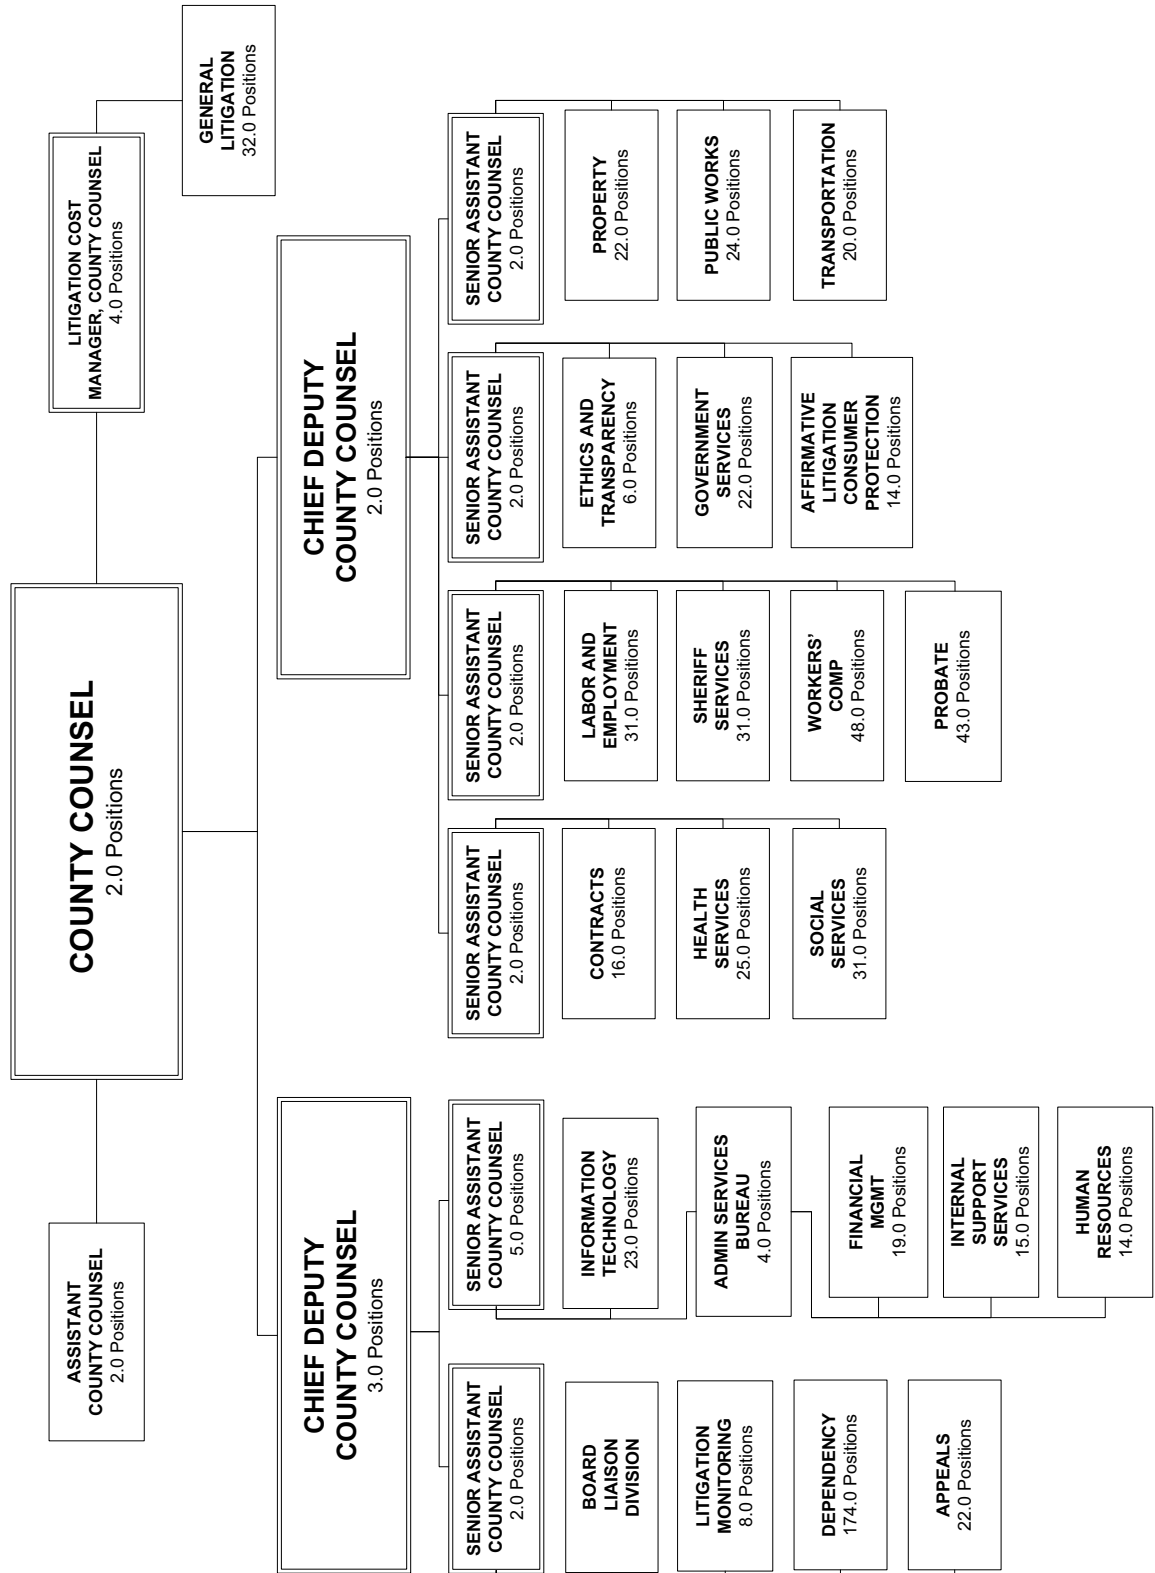 COUNTY COUNSEL
2.0 Positions
ASSISTANT
COUNTY COUNSEL
2.0 Positions
LITIGATION COST
MANAGER, COUNTY COUNSEL
4.0 Positions
GENERAL
LITIGATION
32.0 Positions
CHIEF DEPUTY
COUNTY COUNSEL
3.0 Positions
CHIEF DEPUTY
COUNTY COUNSEL
2.0 Positions
SENIOR ASSISTANT
COUNTY COUNSEL
2.0 Positions
BOARD
LIAISON
DIVISION
LITIGATION
MONITORING
8.0 Positions
DEPENDENCY
174.0 Positions
APPEALS
22.0 Positions
SENIOR ASSISTANT
COUNTY COUNSEL
5.0 Positions
INFORMATION
TECHNOLOGY
23.0 Positions
ADMIN SERVICES
BUREAU
4.0 Positions
FINANCIAL
MGMT
19.0 Positions
INTERNAL
SUPPORT
SERVICES
15.0 Positions
HUMAN
RESOURCES
14.0 Positions
SENIOR ASSISTANT
COUNTY COUNSEL
2.0 Positions
CONTRACTS
16.0 Positions
HEALTH
SERVICES
25.0 Positions
SOCIAL
SERVICES
31.0 Positions
SENIOR ASSISTANT
COUNTY COUNSEL
2.0 Positions
LABOR AND
EMPLOYMENT
31.0 Positions
SHERIFF
SERVICES
31.0 Positions
WORKERS'
COMP
48.0 Positions
PROBATE
43.0 Positions
SENIOR ASSISTANT
COUNTY COUNSEL
2.0 Positions
ETHICS AND
TRANSPARENCY
6.0 Positions
GOVERNMENT
SERVICES
22.0 Positions
AFFIRMATIVE
LITIGATION
CONSUMER
PROTECTION
14.0 Positions
SENIOR ASSISTANT
COUNTY COUNSEL
2.0 Positions
PROPERTY
22.0 Positions
PUBLIC WORKS
24.0 Positions
TRANSPORTATION
20.0 Positions